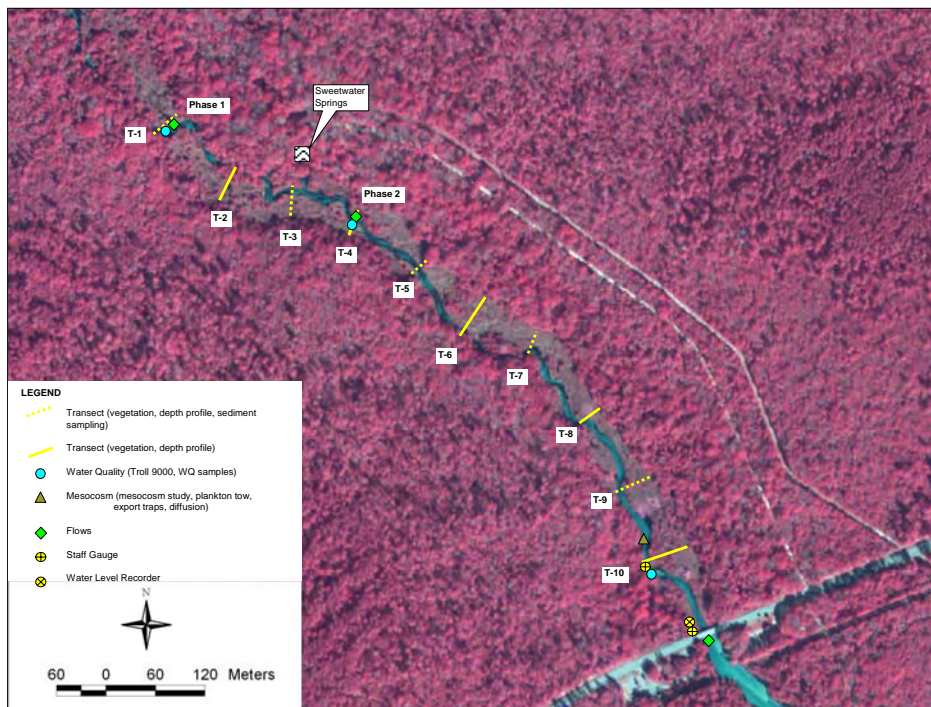 Sweetwater
Springs
Phase 1
T-1
T-2
Phase 2
T-3
T-4
T-5
T-6
T-7
T-8
T-9
T-10
LEGEND
Transect (vegetation, depth profile, sediment
sampling)
Transect (vegetation, depth profile)
Water Quality (Troll 9000, WQ samples)
Mesocosm (mesocosm study, plankton tow,
export traps, diffusion)
Flows
Staff Gauge
Water Level Recorder
N
60 0 60 120 Meters